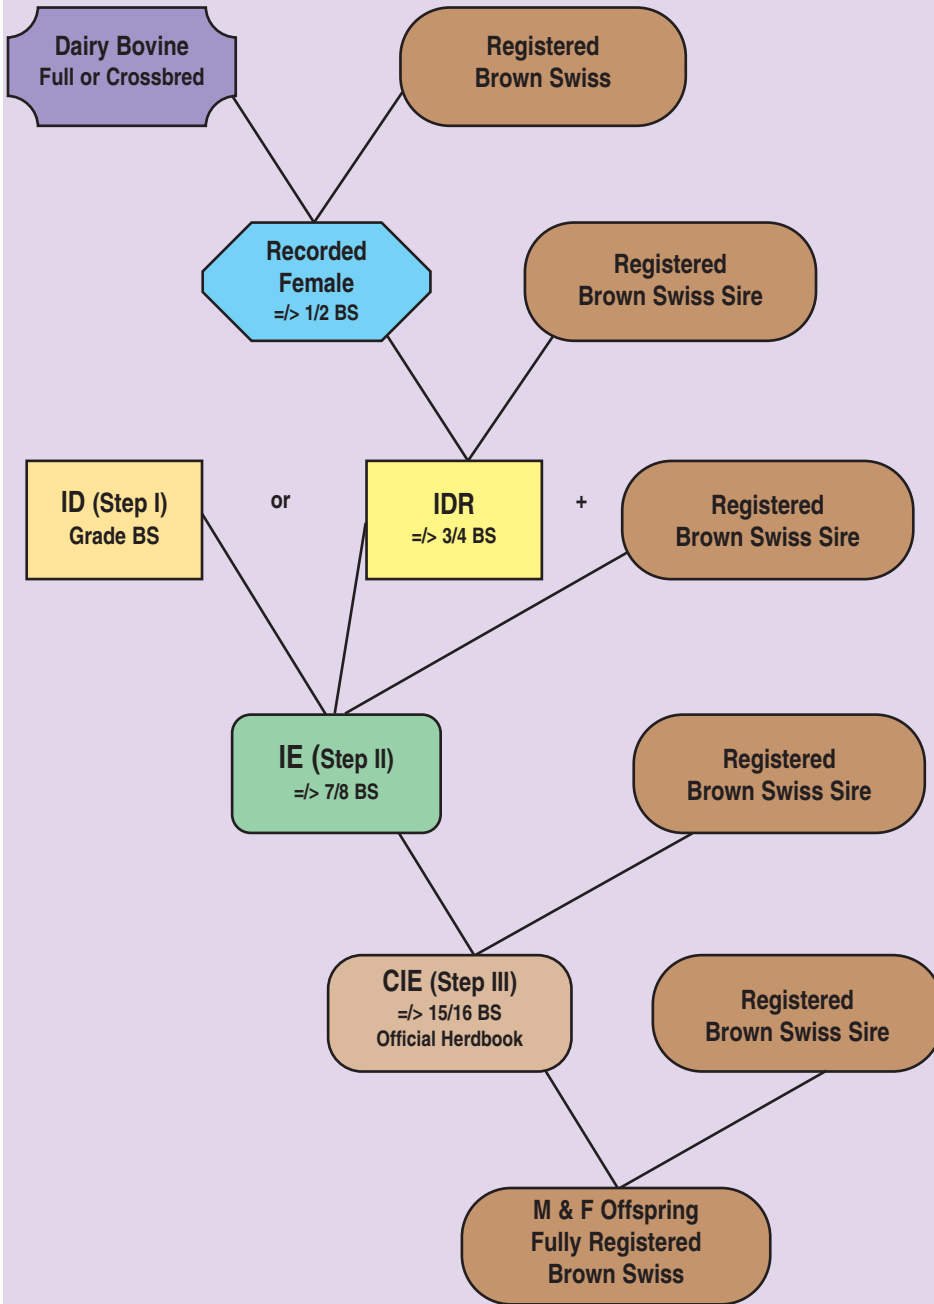 Dairy Bovine
Full or Crossbred
Registered
Brown Swiss
Recorded
Female
=/> 1/2 BS
Registered
Brown Swiss Sire
ID (Step I)
Grade BS
or
IDR
=/> 3/4 BS
+
Registered
Brown Swiss Sire
IE (Step II)
=/> 7/8 BS
Registered
Brown Swiss Sire
CIE (Step III)
=/> 15/16 BS
Official Herdbook
Registered
Brown Swiss Sire
M & F Offspring
Fully Registered
Brown Swiss